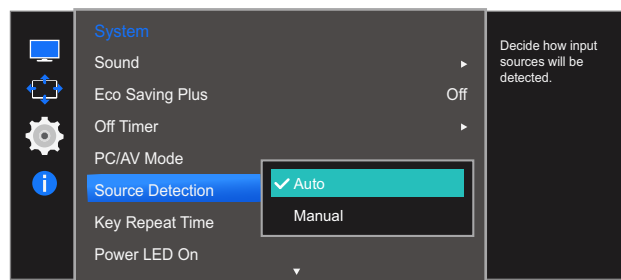 System
Sound
Eco Saving Plus Off
Off Timer
PC/AV Mode
Source Detection
Auto
Manual
Key Repeat Time
Power LED On
Decide how input
sources will be
detected.